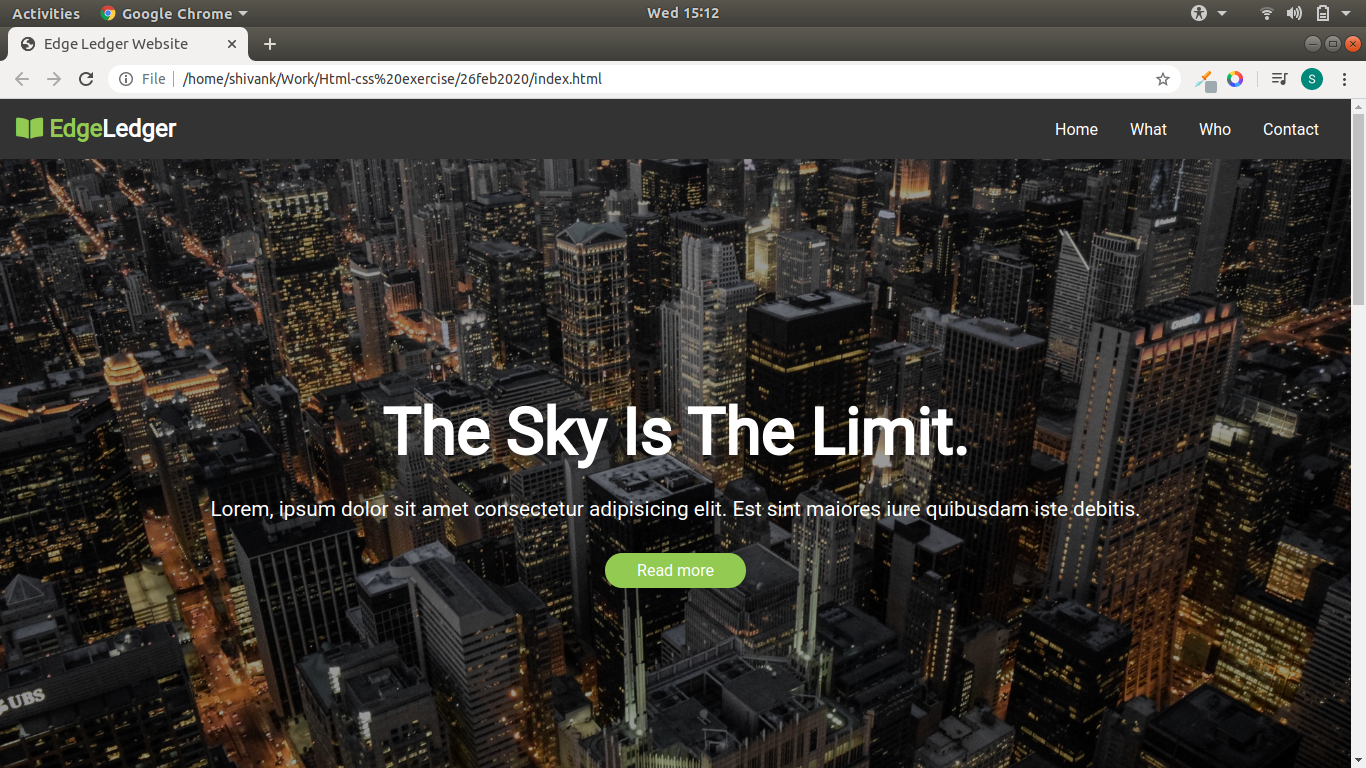 Activities Google Chrome Wed 15:12
Edge Ledger Website
File /home/shivank/Work/Html-css%20exercise/26feb2020/index.html S
EdgeLedger Home What Who Contact
The Sky Is The Limit.
Lorem, ipsum dolor sit amet consectetur adipisicing elit. Est sint maiores iure quibusdam iste debitis.
Read more
UBS